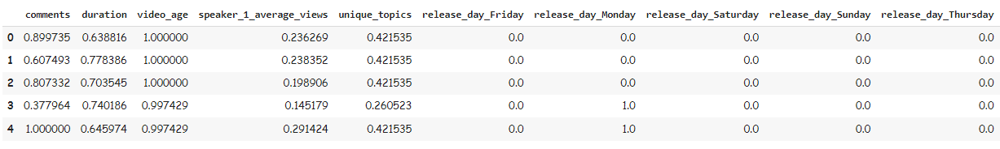 comments duration video_age speaker_1_average_views unique_topics release_day_Friday release_day_Monday release_day_Saturday release_day_Sunday release_day_Thursday
0 0.899735 0.638816 1.000000 0.236269 0.421535 0.0 0.0 0.0 0.0 0.0
1 0.607493 0.778386 1.000000 0.238352 0.421535 0.0 0.0 0.0 0.0 0.0
2 0.807332 0.703545 1.000000 0.198906 0.421535 0.0 0.0 0.0 0.0 0.0
3 0.377964 0.740186 0.997429 0.145179 0.260523 0.0 1.0 0.0 0.0 0.0
4 1.000000 0.645974 0.997429 0.291424 0.421535 0.0 1.0 0.0 0.0 0.0